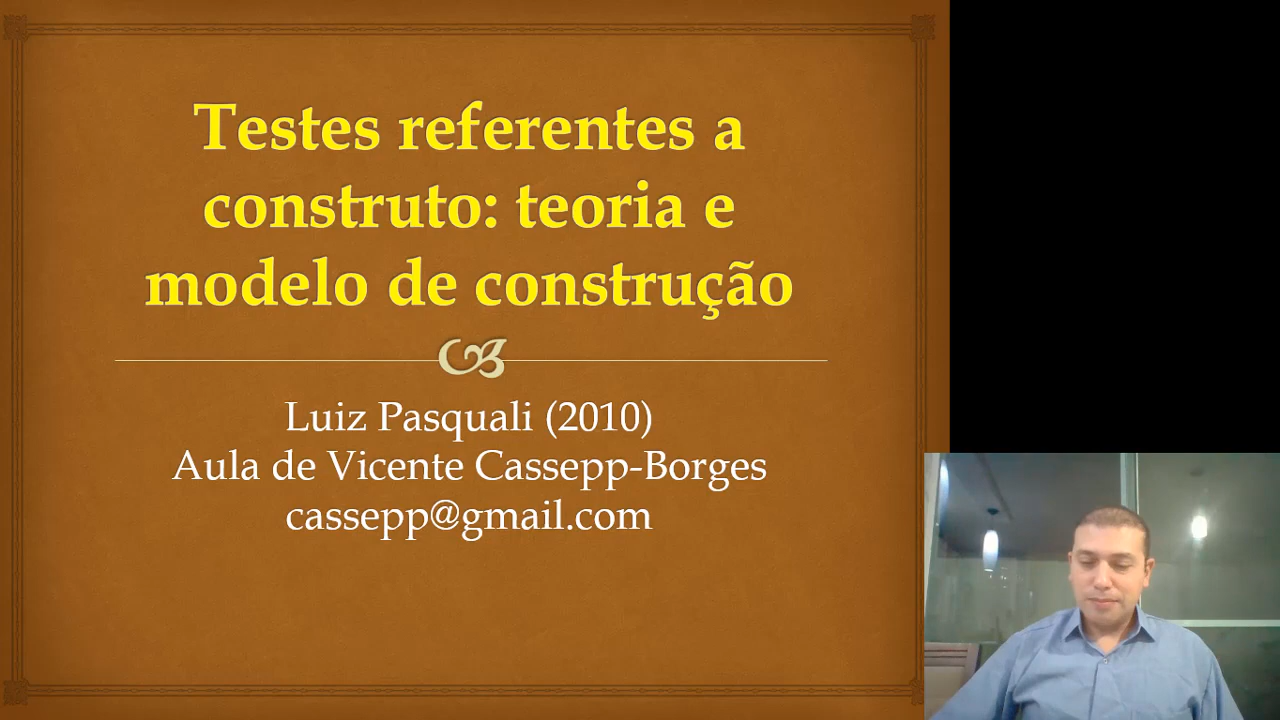 Testes referentes a
construto: teoria e
modelo de construção
Luiz Pasquali (2010)
Aula de Vicente Cassepp-Borges
cassepp@gmail.com